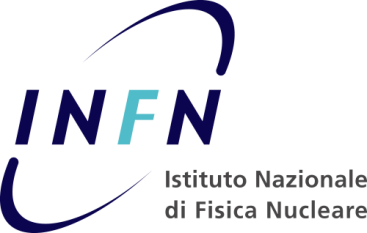 INFN
Istituto Nazionale
di Fisica Nucleare